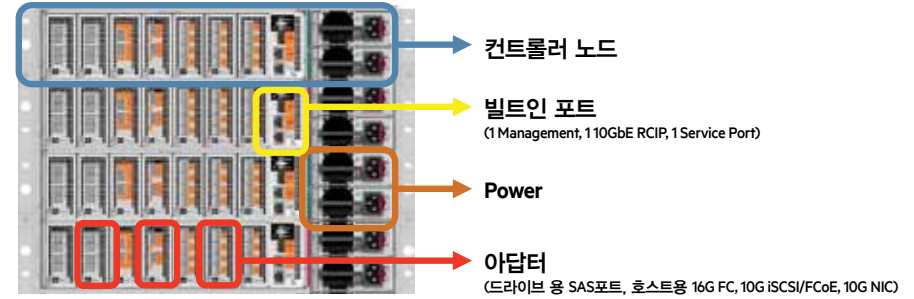 컨트롤러 노드
빌트인 포트
(1 Management, 1 10GbE RCIP, 1 Service Port)
Power
아답터
(드라이브 용 SAS포트, 호스트용 16G FC, 10G iSCSI/FCoE, 10G NIC)